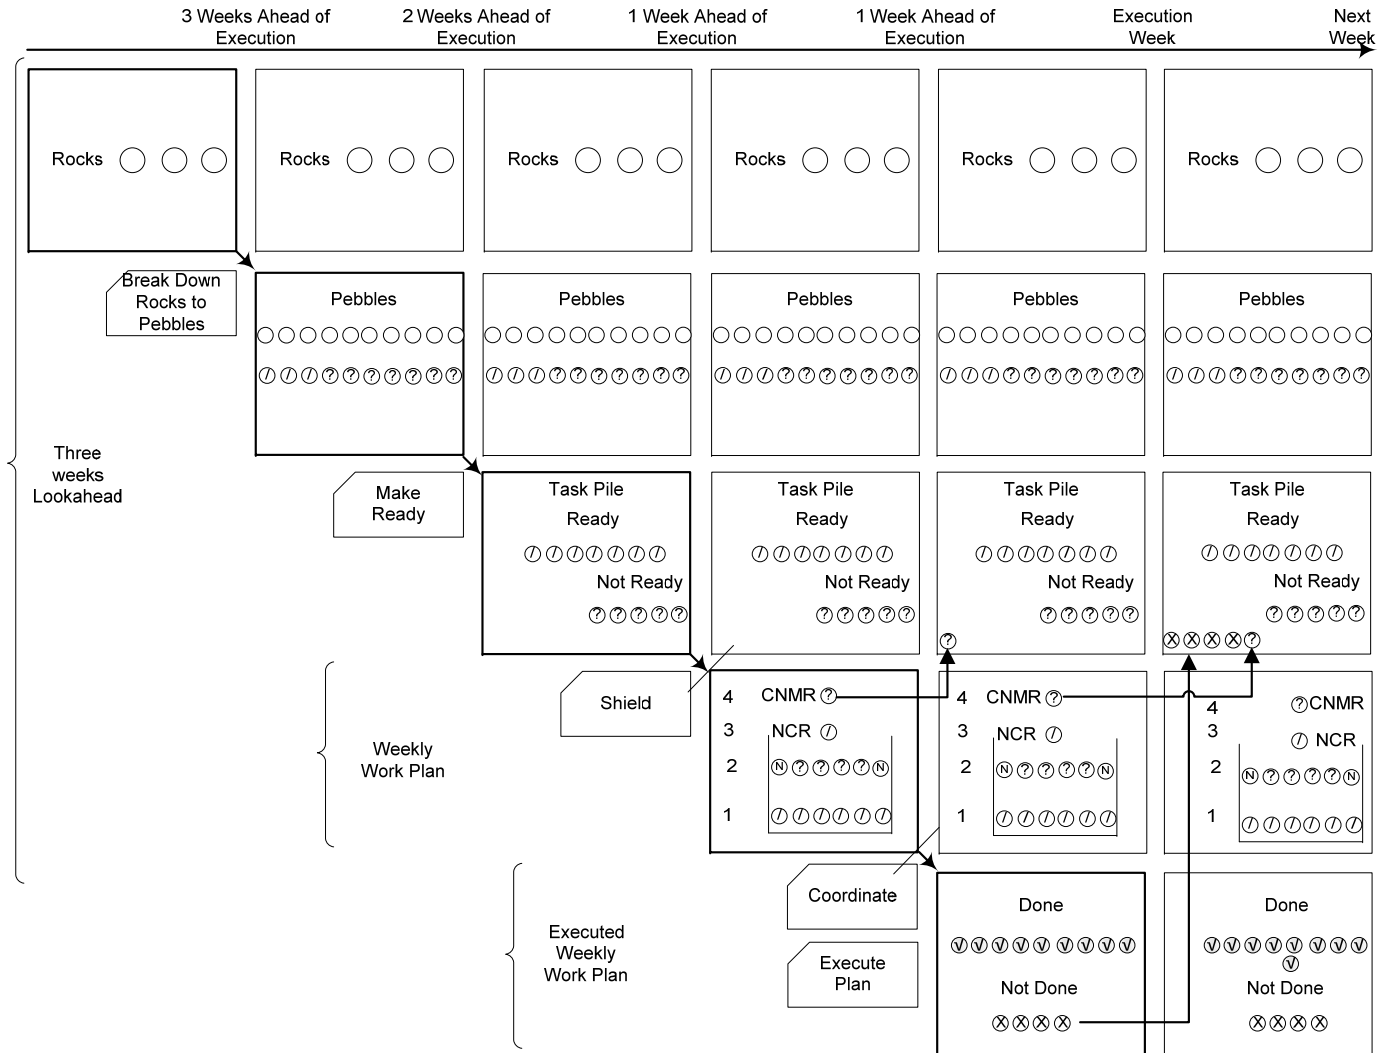 3 Weeks Ahead of
Execution
2 Weeks Ahead of
Execution
1 Week Ahead of
Execution
1 Week Ahead of
Execution
Execution
Week
Next
Week
Rocks
Rocks
Rocks
Rocks
Rocks
Rocks
Break Down
Rocks to
Pebbles
Pebbles
Pebbles
Pebbles
Pebbles
Pebbles
/ / / ? ? ? ? ? ? ?
/ / / ? ? ? ? ? ? ?
/ / / ? ? ? ? ? ? ?
/ / / ? ? ? ? ? ? ?
/ / / ? ? ? ? ? ? ?
Three
weeks
Lookahead
Make
Ready
Task Pile
Ready
/ / / / / / /
Not Ready
? ? ? ? ?
Task Pile
Ready
/ / / / / / /
Not Ready
? ? ? ? ?
Task Pile
Ready
/ / / / / / /
Not Ready
? ? ? ? ?
?
Task Pile
Ready
/ / / / / / /
Not Ready
? ? ? ? ?
X X X X ?
Shield
Weekly
Work Plan
4 CNMR ?
3 NCR /
2 N ? ? ? ? N
1 / / / / / /
4 CNMR ?
3 NCR /
2 N ? ? ? ? N
1 / / / / / /
4 ? CNMR
3 / NCR
2 N ? ? ? ? N
1 / / / / / /
Coordinate
Execute
Plan
Executed
Weekly
Work Plan
Done
√ √ √ √ √ √ √ √ √
Not Done
X X X X
Done
√ √ √ √ √ √ √ √
√
Not Done
X X X X